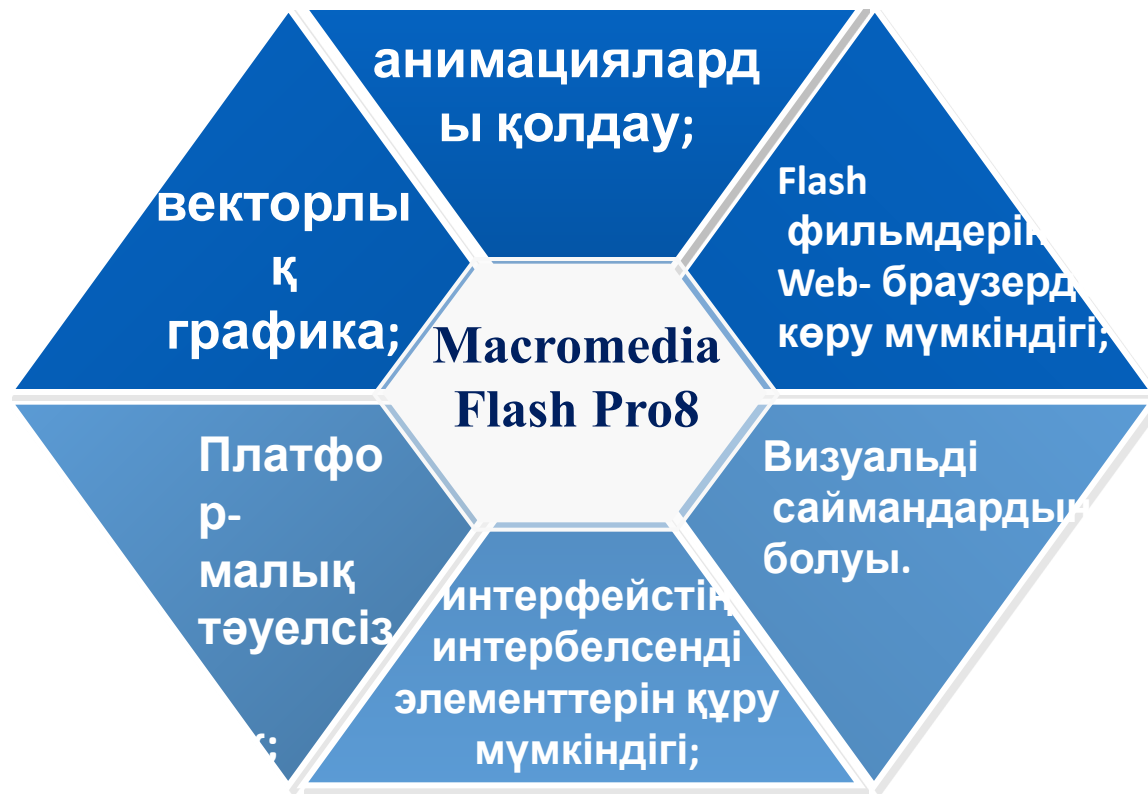 анимациялард
ы қолдау;
векторлы
қ
графика;
Flash
фильмдерін
Web- браузерд
көру мүмкіндігі;
Macromedia
Flash Pro8
Платфо
р-
малық
тәуелсіз
Визуальді
саймандардың
болуы.
интерфейстің
интербелсенді
элементтерін құру
мүмкіндігі;